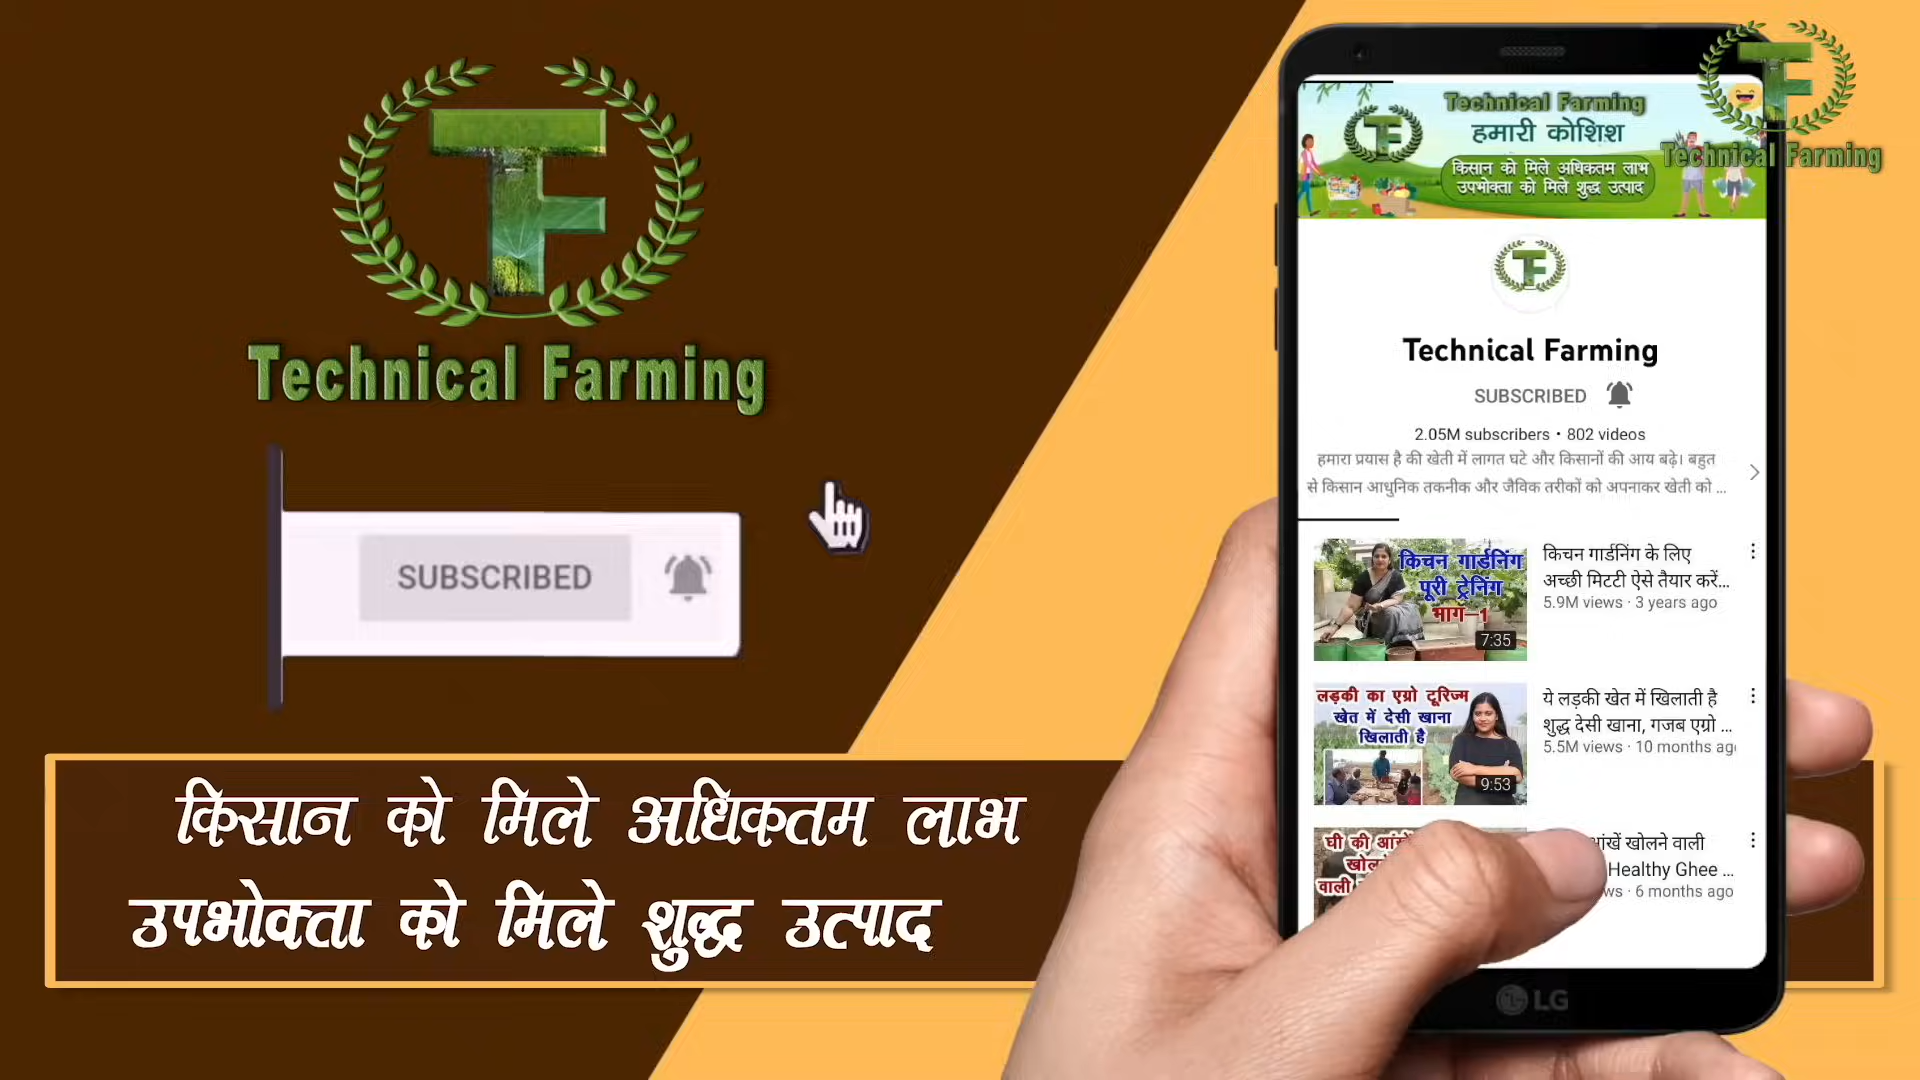 Technical Farming
SUBSCRIBED
किसान को मिले अधिकतम लाभ
उपभोक्ता को मिले शुद्ध उत्पाद
Technical Farming
हमारी कोशिश
किसान को मिले अधिकतम लाभ
उपभोक्ता को मिले शुद्ध उत्पाद
Technical Farming
Technical Farming
SUBSCRIBED
2.05M subscribers • 802 videos
हमारा प्रयास है की खेती में लागत घटे और किसानों की आय बढ़े। बहुत
से किसान आधुनिक तकनीक और जैविक तरीकों को अपनाकर खेती को ...
किचन गार्डनिंग
पूरी ट्रेनिंग
भाग-1
7:35
किचन गार्डनिंग के लिए
अच्छी मिटटी ऐसे तैयार करें...
5.9M views · 3 years ago
लड़की का एग्रो टूरिज्म
खेत में देसी खाना
खिलाती है
9:53
ये लड़की खेत में खिलाती है
शुद्ध देसी खाना, गजब एग्रो ...
5.5M views · 10 months ag
घी की
वाली
खोलने वाली
Healthy Ghee ...
6 months ago
LG